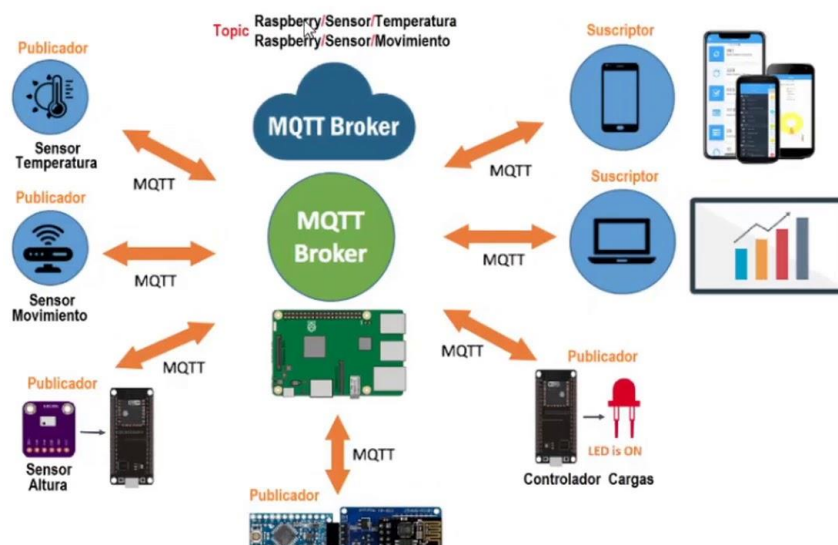 Topic
Raspberry/Sensor/Temperatura
Raspberry/Sensor/Movimiento
Publicador
Sensor
Temperatura
MQTT
MQTT Broker
Suscriptor
MQTT
Publicador
Sensor
Movimiento
MQTT
MQTT
Broker
Suscriptor
MQTT
Publicador
Sensor
Altura
MQTT
MQTT
Publicador
LED is ON
Controlador Cargas
MQTT
Publicador